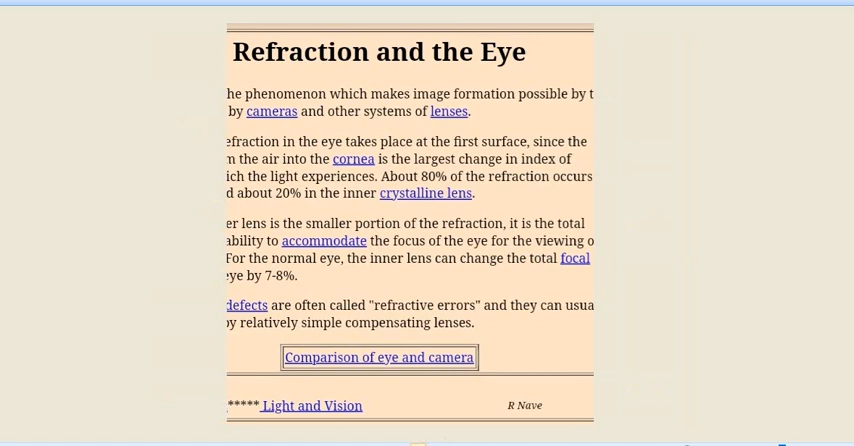 Refraction and the Eye
he phenomenon which makes image formation possible by t
by cameras and other systems of lenses.
efraction in the eye takes place at the first surface, since the
m the air into the cornea is the largest change in index of
ich the light experiences. About 80% of the refraction occurs
d about 20% in the inner crystalline lens.
er lens is the smaller portion of the refraction, it is the total
ability to accommodate the focus of the eye for the viewing o
For the normal eye, the inner lens can change the total focal
eye by 7-8%.
defects are often called "refractive errors" and they can usua
by relatively simple compensating lenses.
Comparison of eye and camera
***** Light and Vision
R Nave